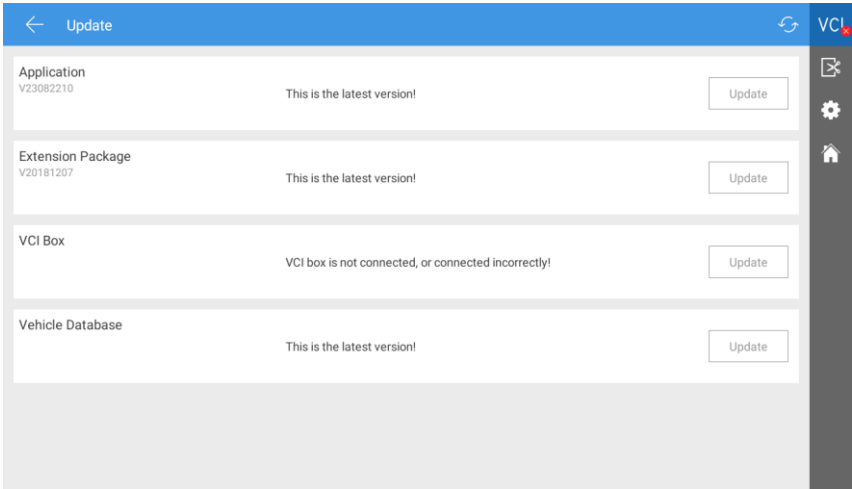 Update
VCI
Application
V23082210
This is the latest version!
Update
Extension Package
V20181207
This is the latest version!
Update
VCI Box
VCI box is not connected, or connected incorrectly!
Update
Vehicle Database
This is the latest version!
Update